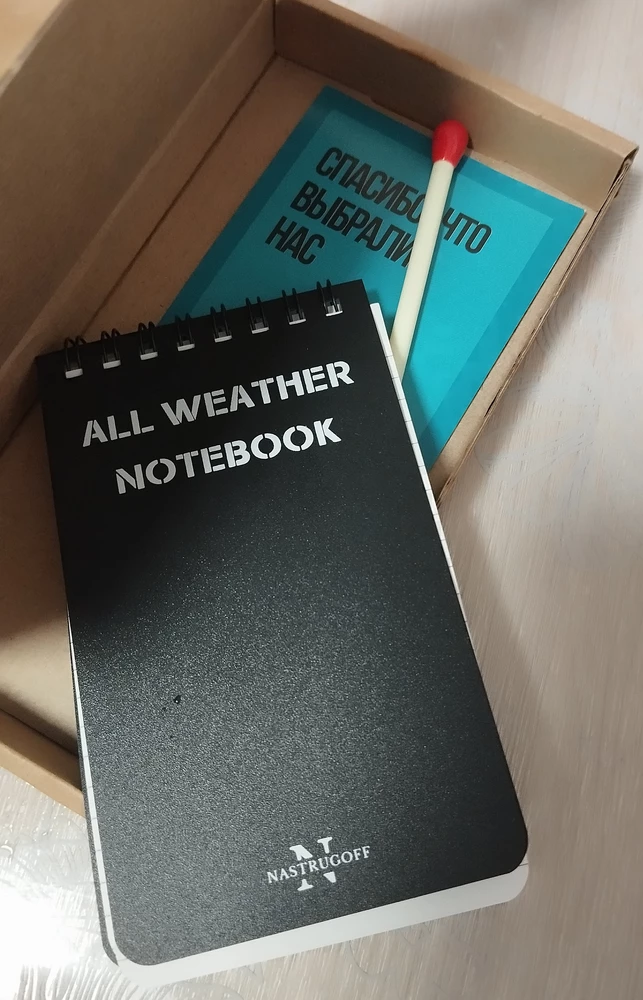 СПАСИБО ЧТО
ВЫБРАЛИ
НАС
ALL WEATHER
NOTEBOOK
N
NASTRUGOFF